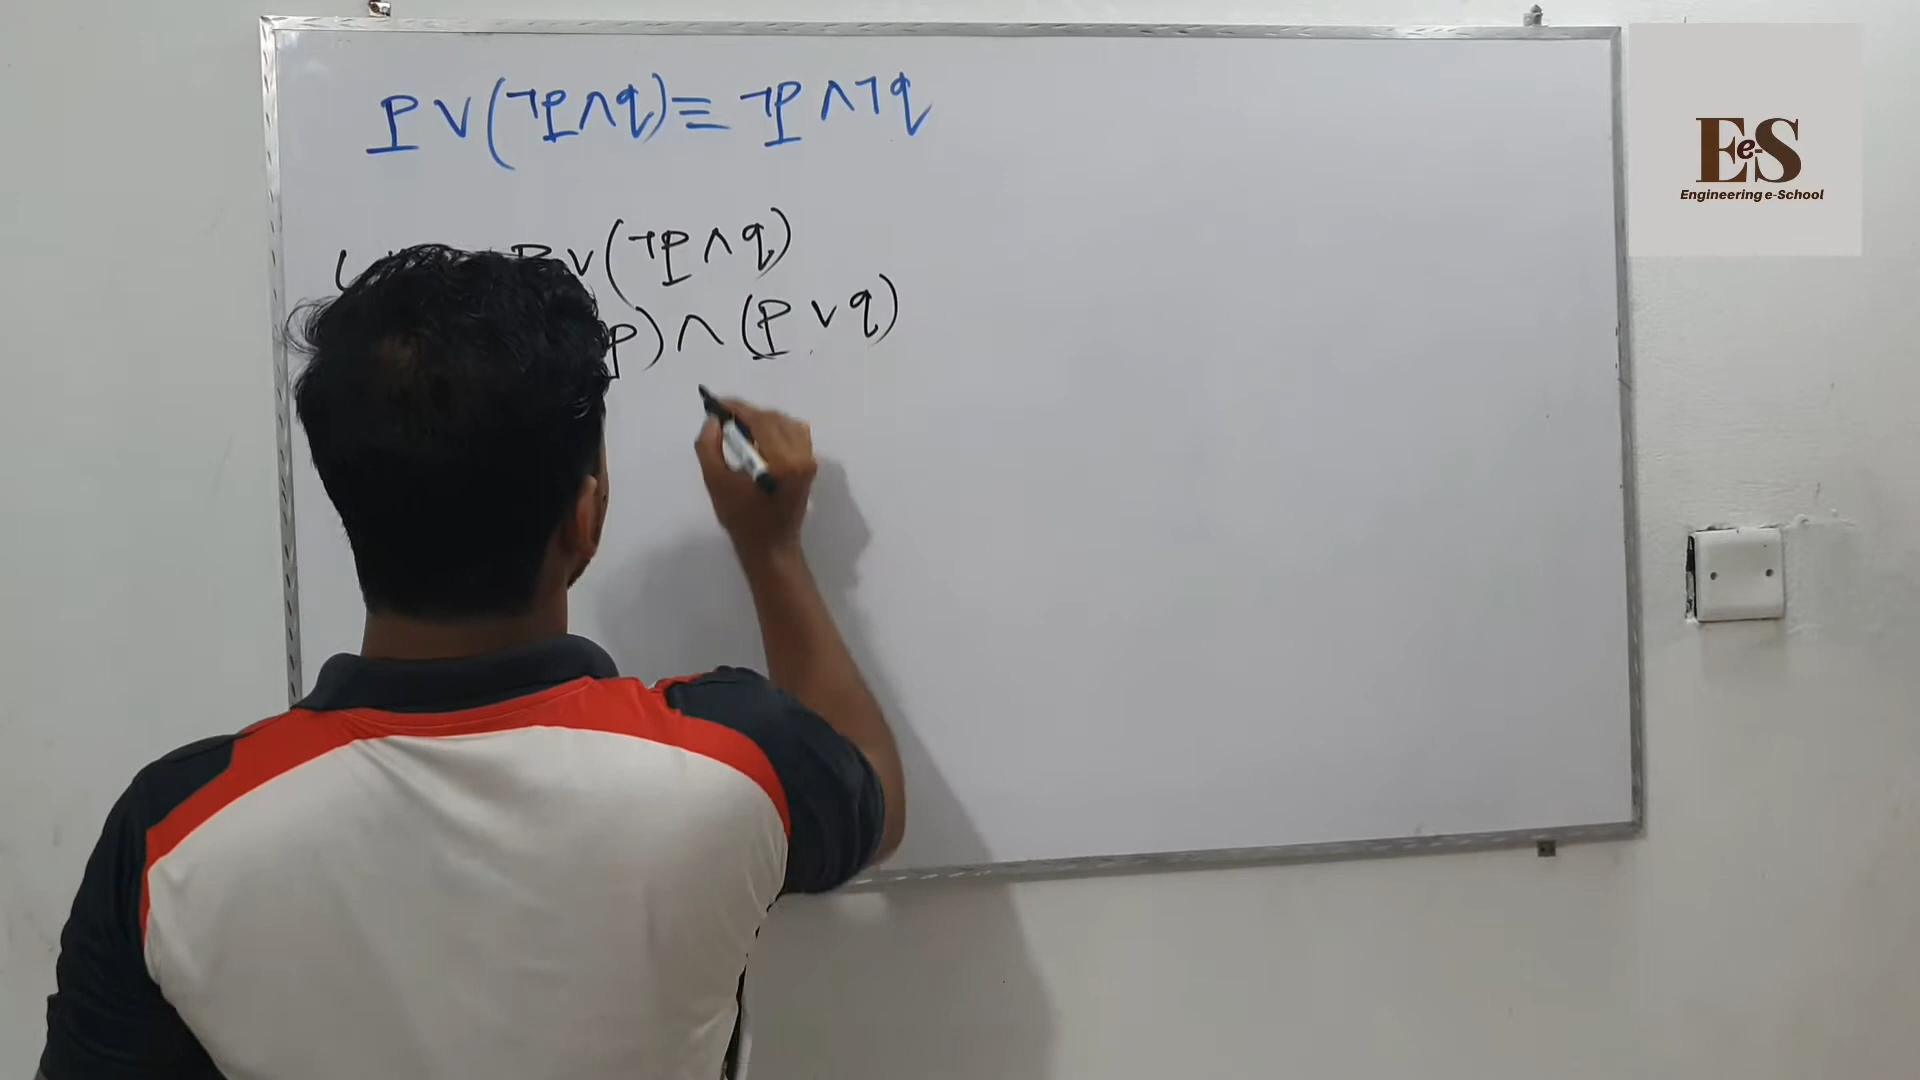 P∨(¬P∧q)≡¬P∧¬q
P∨(¬P∧q)
p)∧(P∨q)
EeS
Engineering e-School